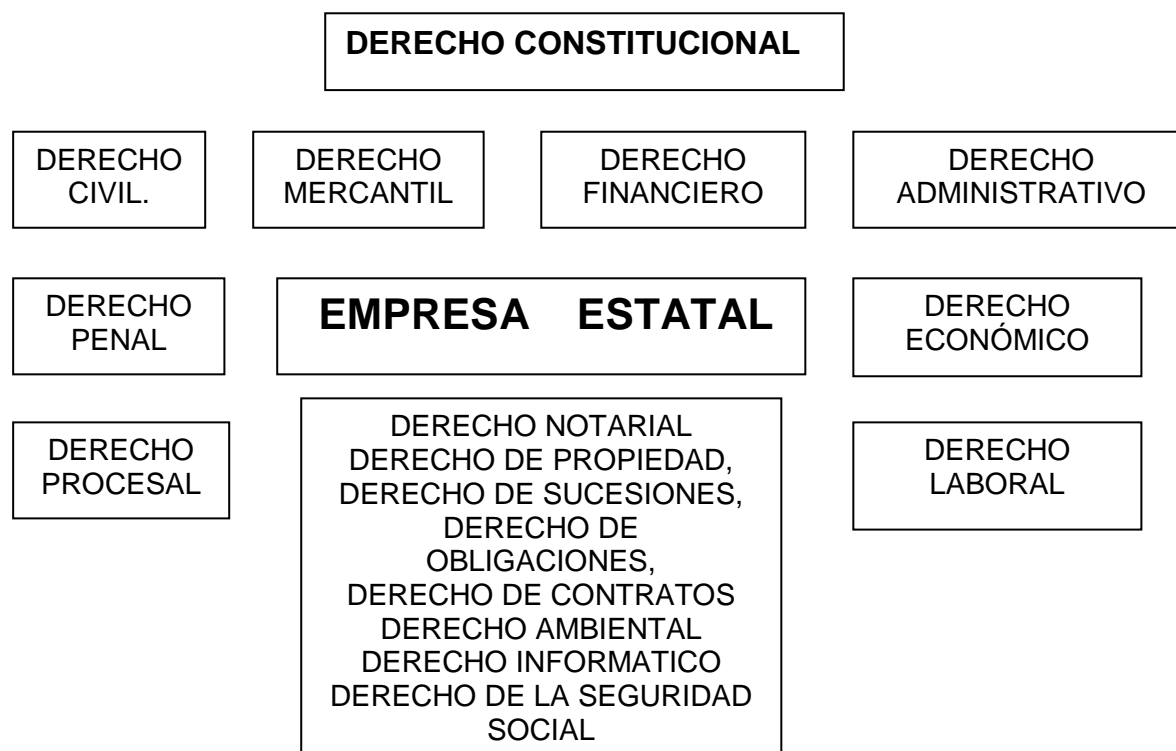 DERECHO CONSTITUCIONAL
DERECHO
CIVIL.
DERECHO
MERCANTIL
DERECHO
FINANCIERO
DERECHO
ADMINISTRATIVO
DERECHO
PENAL
EMPRESA ESTATAL
DERECHO
ECONÓMICO
DERECHO
PROCESAL
DERECHO NOTARIAL
DERECHO DE PROPIEDAD,
DERECHO DE SUCESIONES,
DERECHO DE
OBLIGACIONES,
DERECHO DE CONTRATOS
DERECHO AMBIENTAL
DERECHO INFORMATICO
DERECHO DE LA SEGURIDAD
SOCIAL
DERECHO
LABORAL